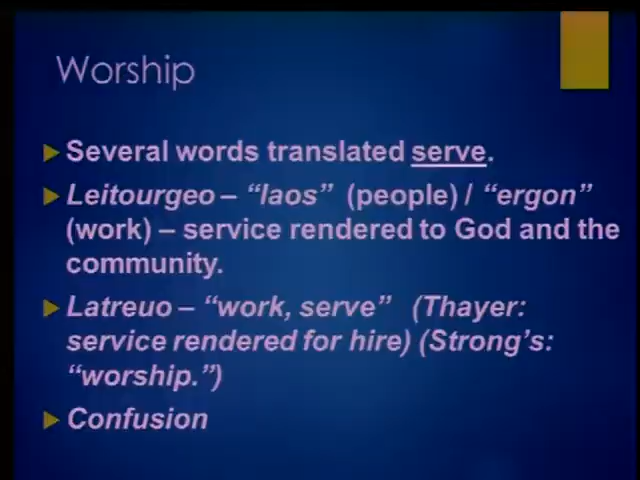 Worship
Several words translated serve.
Leitourgeo – “laos” (people) / “ergon”
(work) – service rendered to God and the
community.
Latreuo – “work, serve” (Thayer:
service rendered for hire) (Strong’s:
“worship.”)
Confusion